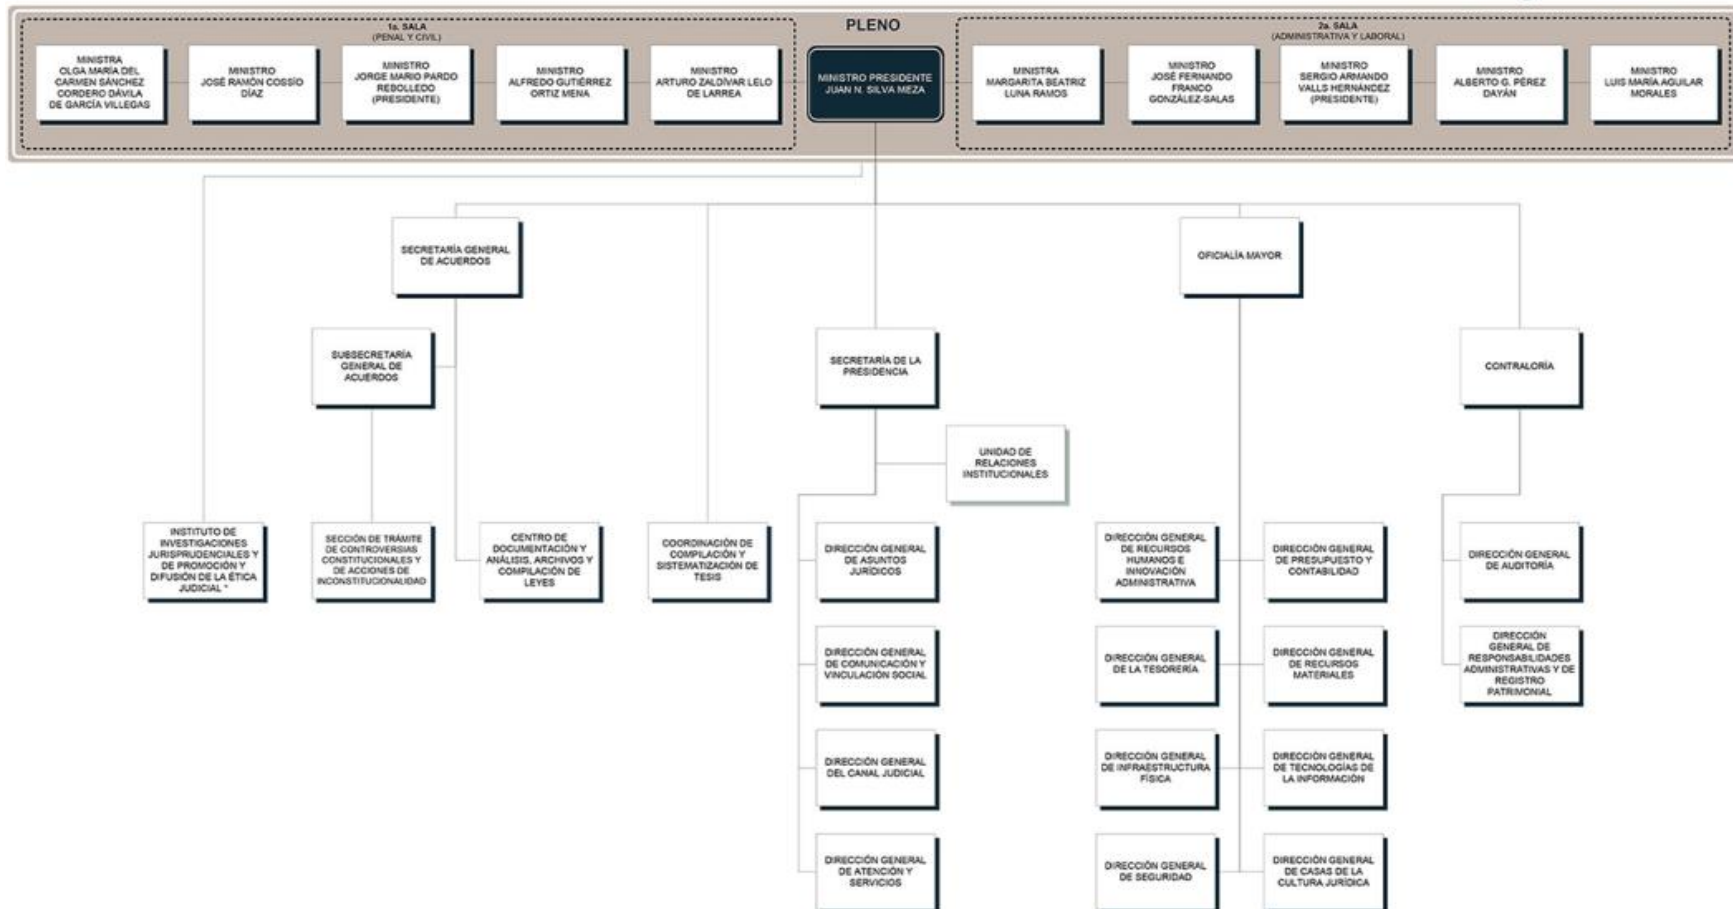 PLENO
1a. SALA
(PENAL Y CIVIL)
2a. SALA
(ADMINISTRATIVA Y LABORAL)
MINISTRA
OLGA MARÍA DEL
CARMEN SÁNCHEZ
CORDERO DÁVILA
DE GARCÍA VILLEGAS
MINISTRO
JOSÉ RAMÓN COSSÍO
DÍAZ
MINISTRO
JORGE MARIO PARDO
REBOLLEDO
(PRESIDENTE)
MINISTRO
ALFREDO GUTIÉRREZ
ORTIZ MENA
MINISTRO
ARTURO ZALDÍVAR LELO
DE LARREA
MINISTRO PRESIDENTE
JUAN N. SILVA MEZA
MINISTRA
MARGARITA BEATRIZ
LUNA RAMOS
MINISTRO
JOSÉ FERNANDO
FRANCO
GONZÁLEZ-SALAS
MINISTRO
SERGIO ARMANDO
VALLS HERNÁNDEZ
(PRESIDENTE)
MINISTRO
ALBERTO G. PÉREZ
DAYÁN
MINISTRO
LUIS MARÍA AGUILAR
MORALES
SECRETARÍA GENERAL
DE ACUERDOS
OFICIALÍA MAYOR
SUBSECRETARÍA
GENERAL DE
ACUERDOS
SECRETARÍA DE LA
PRESIDENCIA
CONTRALORÍA
UNIDAD DE
RELACIONES
INSTITUCIONALES
INSTITUTO DE
INVESTIGACIONES
JURISPRUDENCIALES Y
DE PROMOCIÓN Y
DIFUSIÓN DE LA ÉTICA
JUDICIAL *
SECCIÓN DE TRÁMITE
DE CONTROVERSIAS
CONSTITUCIONALES Y
DE ACCIONES DE
INCONSTITUCIONALIDAD
CENTRO DE
DOCUMENTACIÓN Y
ANÁLISIS, ARCHIVOS Y
COMPILACIÓN DE
LEYES
COORDINACIÓN DE
COMPILACIÓN Y
SISTEMATIZACIÓN DE
TESIS
DIRECCIÓN GENERAL
DE ASUNTOS
JURÍDICOS
DIRECCIÓN GENERAL
DE RECURSOS
HUMANOS E
INNOVACIÓN
ADMINISTRATIVA
DIRECCIÓN GENERAL
DE PRESUPUESTO Y
CONTABILIDAD
DIRECCIÓN GENERAL
DE AUDITORÍA
DIRECCIÓN GENERAL
DE COMUNICACIÓN Y
VINCULACIÓN SOCIAL
DIRECCIÓN GENERAL
DE LA TESORERÍA
DIRECCIÓN GENERAL
DE RECURSOS
MATERIALES
DIRECCIÓN
GENERAL DE
RESPONSABILIDADES
ADMINISTRATIVAS Y DE
REGISTRO
PATRIMONIAL
DIRECCIÓN GENERAL
DEL CANAL JUDICIAL
DIRECCIÓN GENERAL
DE INFRAESTRUCTURA
FÍSICA
DIRECCIÓN GENERAL
DE TECNOLOGÍAS DE
LA INFORMACIÓN
DIRECCIÓN GENERAL
DE ATENCIÓN Y
SERVICIOS
DIRECCIÓN GENERAL
DE SEGURIDAD
DIRECCIÓN GENERAL
DE CASAS DE LA
CULTURA JURÍDICA